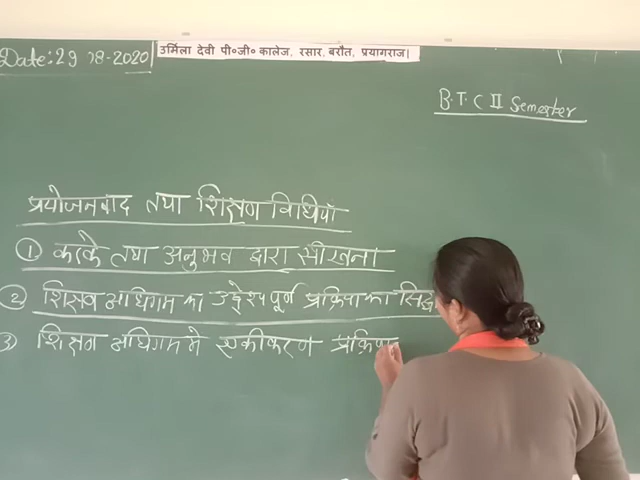 उर्मिला देवी पी०जी० कालेज, रसार, बरौत, प्रयागराज।
Date: 29 18-2020
B.T.C II Semester
प्रयोजनवाद तथा शिक्षण विधियाँ
① करके तथा अनुभव द्वारा सीखना
② शिक्षण अधिगम का उद्देश्यपूर्ण प्रक्रिया का
③ शिक्षण अधिगम मे एकीकरण प्रक्रिया